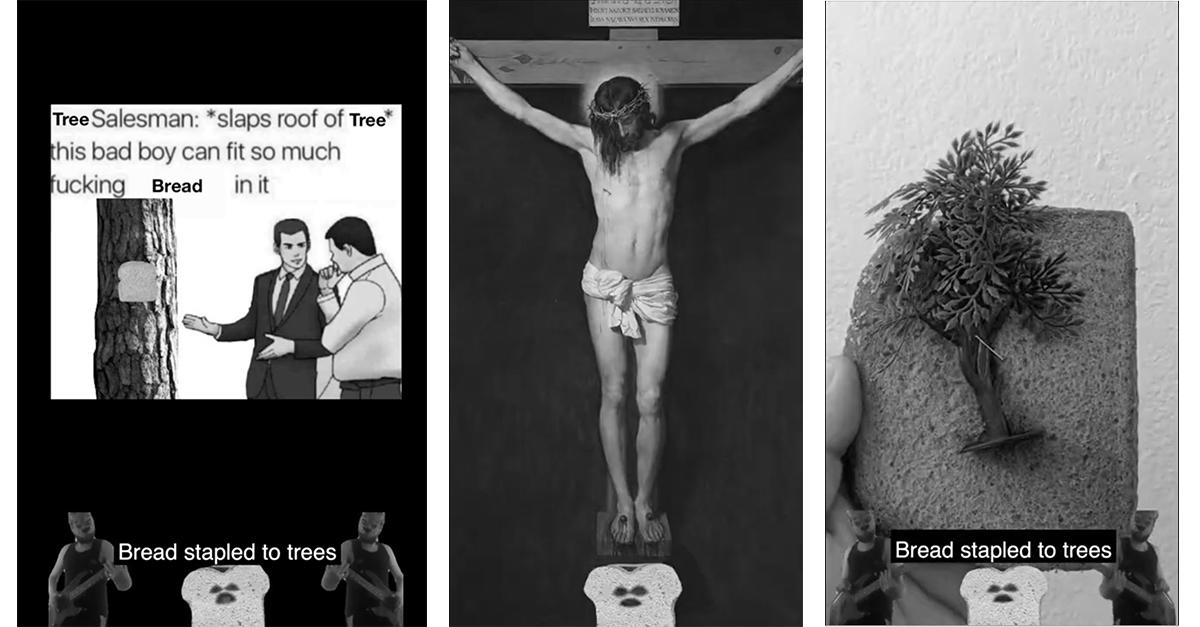 Tree Salesman: *slaps roof of Tree*
this bad boy can fit so much
fucking Bread in it
Bread stapled to trees
Bread stapled to trees